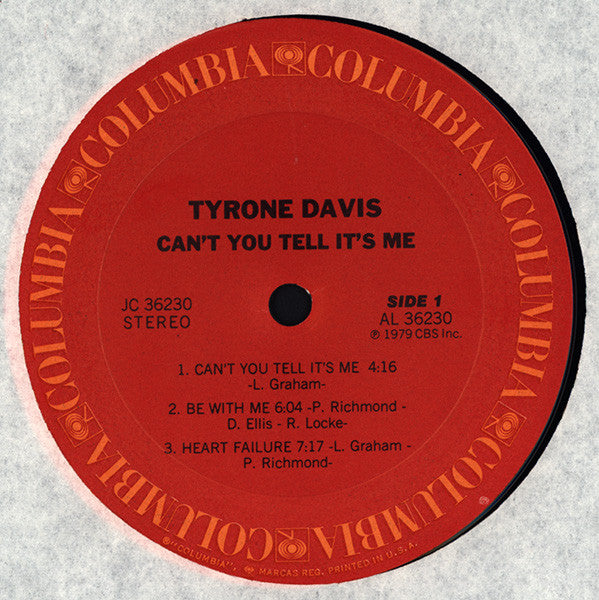 COLUMBIA COLUMBIA COLUMBIA COLUMBIA COLUMBIA COLUMBIA
TYRONE DAVIS
CAN'T YOU TELL IT'S ME
JC 36230
STEREO
SIDE 1
AL 36230
℗ 1979 CBS Inc.
1. CAN'T YOU TELL IT'S ME 4:16
-L. Graham-
2. BE WITH ME 6:04 -P. Richmond -
D. Ellis - R. Locke-
3. HEART FAILURE 7:17 -L. Graham -
P. Richmond-
"COLUMBIA", MARCAS REG. PRINTED IN U.S.A.